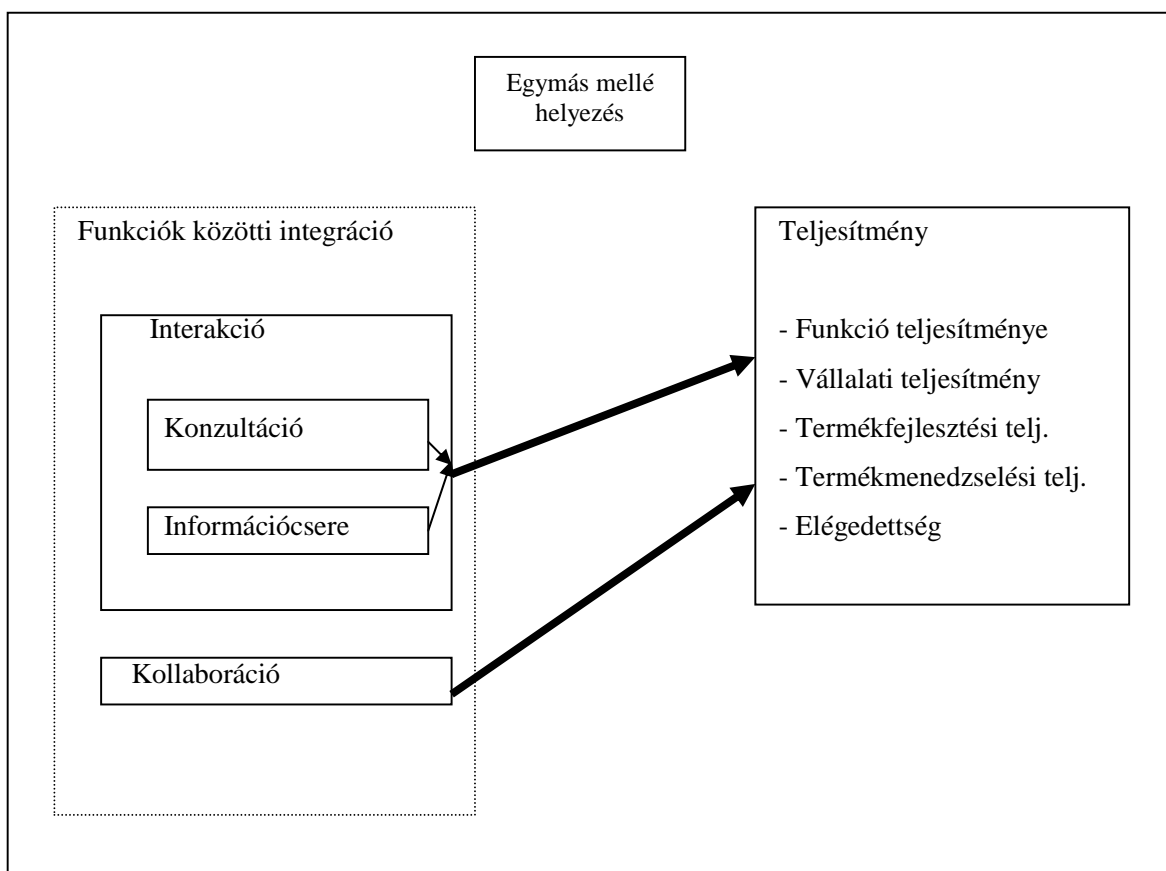 Egymás mellé
helyezés
Funkciók közötti integráció
Interakció
Konzultáció
Információcsere
Kollaboráció
Teljesítmény
- Funkció teljesítménye
- Vállalati teljesítmény
- Termékfejlesztési telj.
- Termékmenedzselési telj.
- Elégedettség